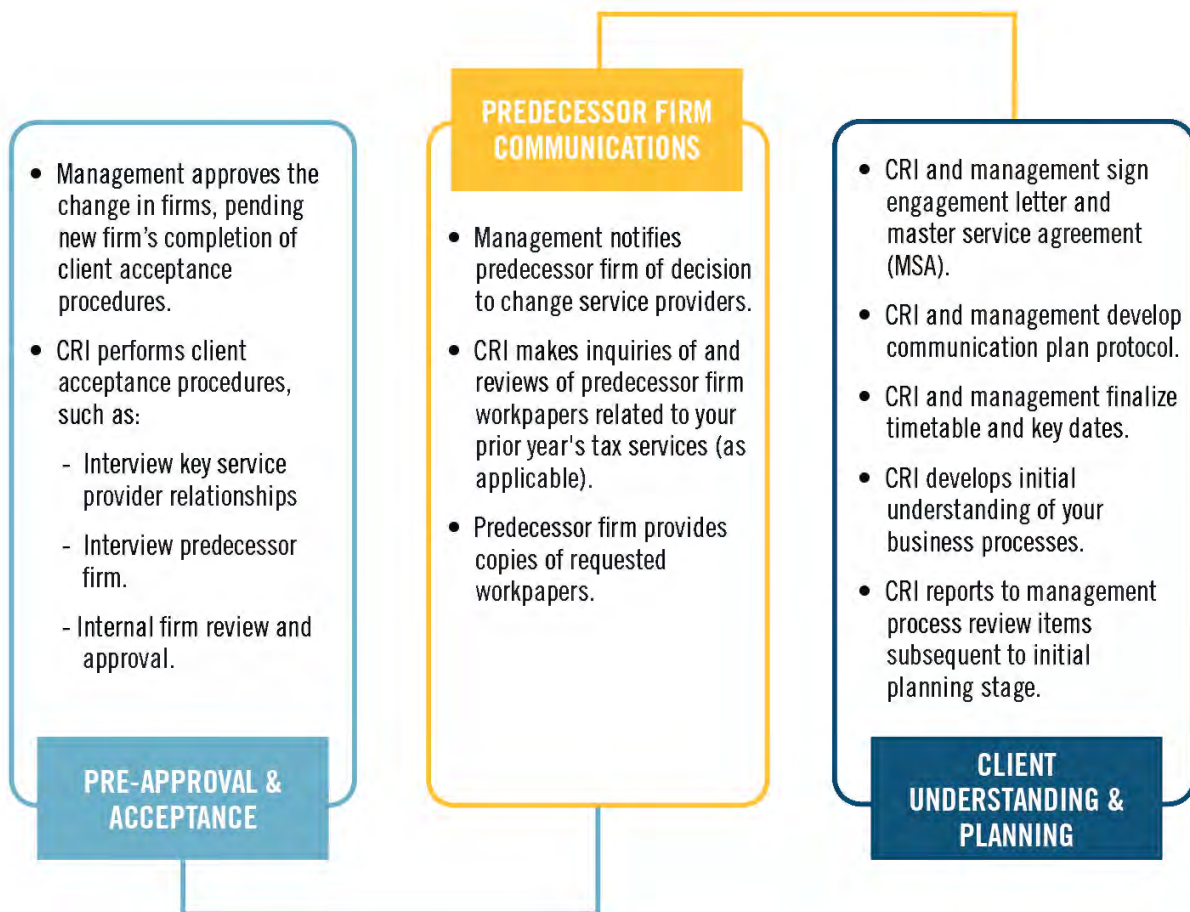 • Management approves the
change in firms, pending
new firm's completion of
client acceptance
procedures.
• CRI performs client
acceptance procedures,
such as:
- Interview key service
provider relationships
- Interview predecessor
firm.
- Internal firm review and
approval.
PRE-APPROVAL &
ACCEPTANCE
PREDECESSOR FIRM
COMMUNICATIONS
• Management notifies
predecessor firm of decision
to change service providers.
• CRI makes inquiries of and
reviews of predecessor firm
workpapers related to your
prior year's tax services (as
applicable).
• Predecessor firm provides
copies of requested
workpapers.
• CRI and management sign
engagement letter and
master service agreement
(MSA).
• CRI and management develop
communication plan protocol.
• CRI and management finalize
timetable and key dates.
• CRI develops initial
understanding of your
business processes.
• CRI reports to management
process review items
subsequent to initial
planning stage.
CLIENT
UNDERSTANDING &
PLANNING